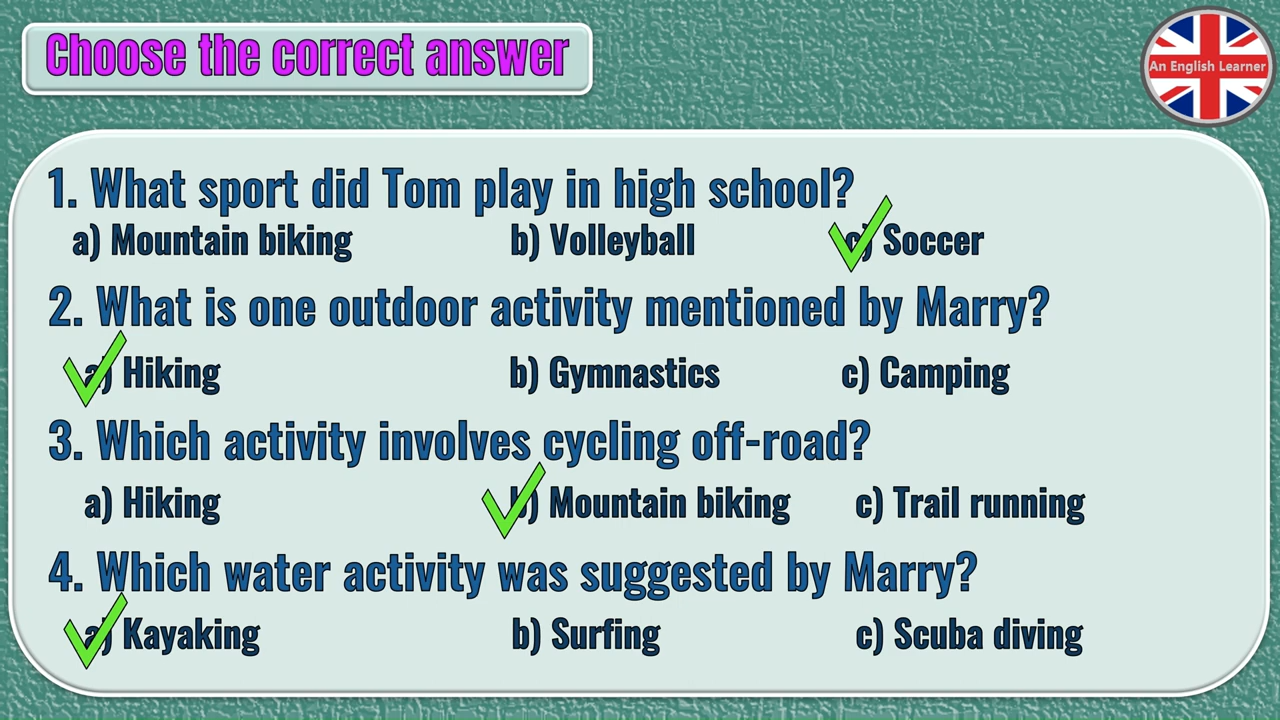 Choose the correct answer
An English Learner
1. What sport did Tom play in high school?
a) Mountain biking b) Volleyball c) Soccer
2. What is one outdoor activity mentioned by Marry?
a) Hiking b) Gymnastics c) Camping
3. Which activity involves cycling off-road?
a) Hiking b) Mountain biking c) Trail running
4. Which water activity was suggested by Marry?
a) Kayaking b) Surfing c) Scuba diving